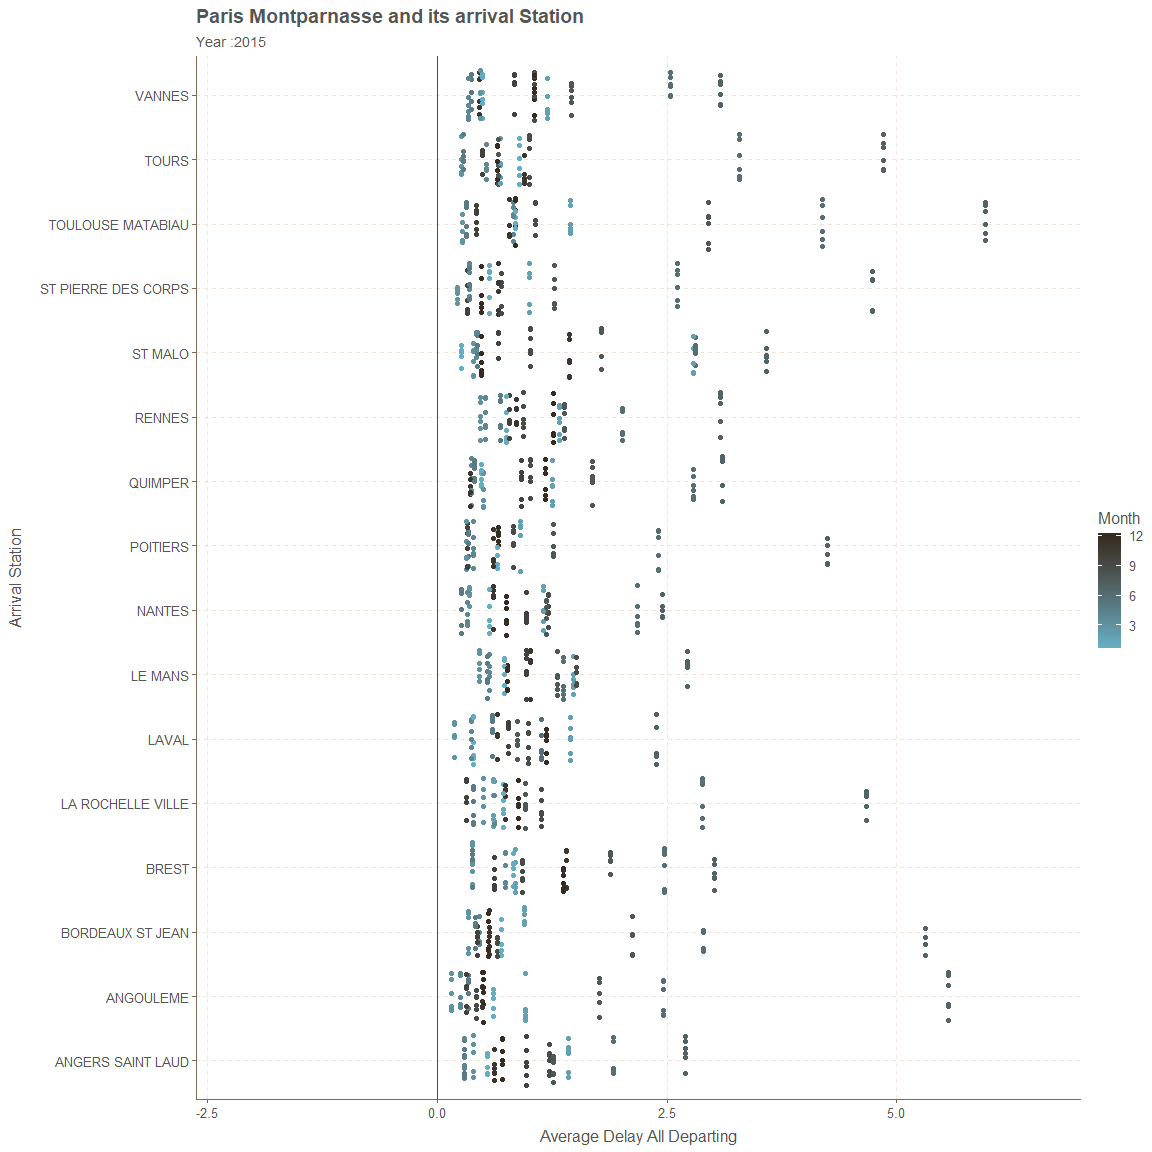 Paris Montparnasse and its arrival Station
Year :2015
VANNES
TOURS
TOULOUSE MATABIAU
ST PIERRE DES CORPS
ST MALO
RENNES
QUIMPER
POITIERS
NANTES
LE MANS
LAVAL
LA ROCHELLE VILLE
BREST
BORDEAUX ST JEAN
ANGOULEME
ANGERS SAINT LAUD
Arrival Station
-2.5
0.0
2.5
5.0
Average Delay All Departing
Month
12
9
6
3